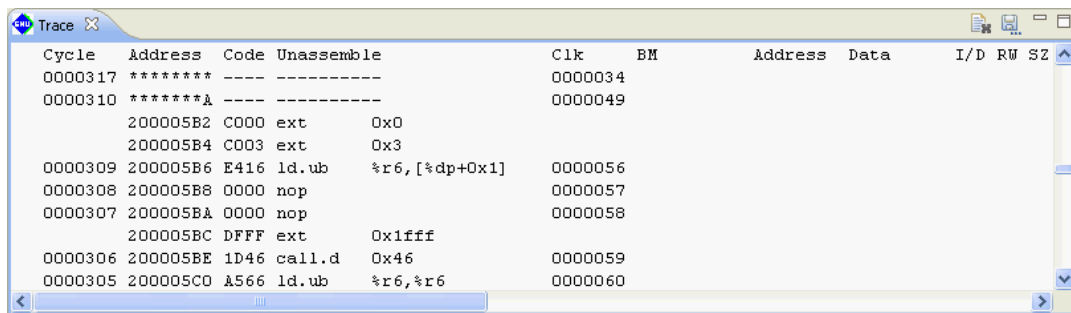 GNU Trace
Cycle Address Code Unassemble Clk BM Address Data I/D RW SZ
0000317 ******** ---- ---------- 0000034
0000310 *******A ---- ---------- 0000049
200005B2 C000 ext 0x0
200005B4 C003 ext 0x3
0000309 200005B6 E416 ld.ub %r6,[%dp+0x1] 0000056
0000308 200005B8 0000 nop 0000057
0000307 200005BA 0000 nop 0000058
200005BC DFFF ext 0x1fff
0000306 200005BE 1D46 call.d 0x46 0000059
0000305 200005C0 A566 ld.ub %r6,%r6 0000060